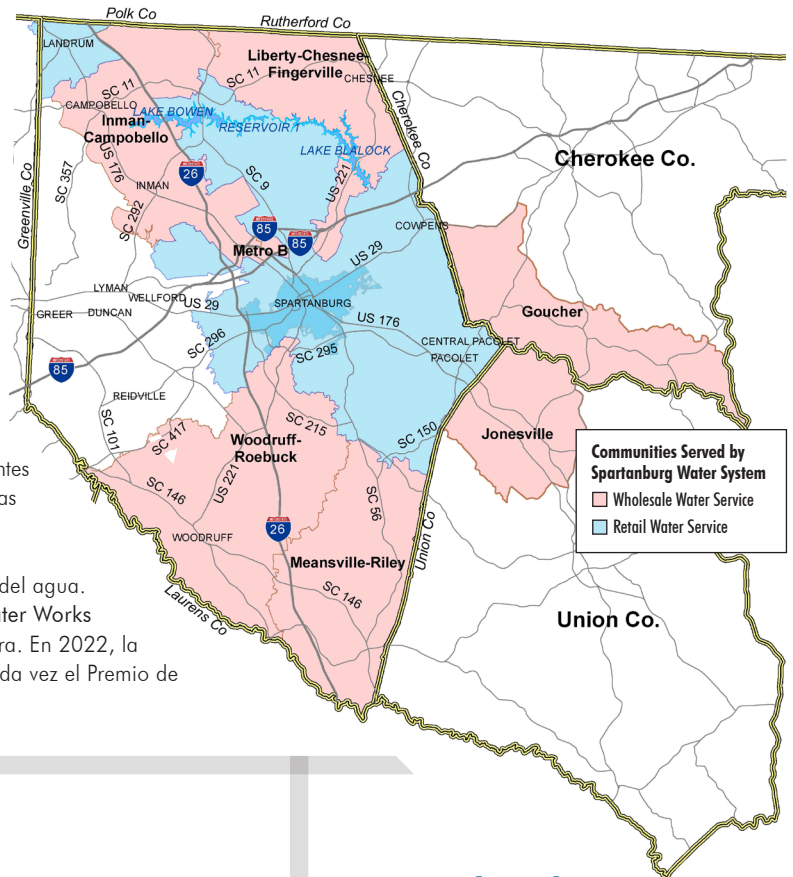 Polk Co
Rutherford Co
LANDRUM
Liberty-Chesnee-
Fingerville
CHESNEE
SC 11
SC 11
CAMPOBELLO
LAKE BOWEN
Inman-
Campobello
RESERVOIR 1
LAKE BLALOCK
Cherokee Co
Cherokee Co.
Greenville Co
SC 357
US 176
26
SC 9
US 221
INMAN
SC 292
85
85
COWPENS
Metro B
US 29
LYMAN
WELLFORD
US 29
SPARTANBURG
GREER
DUNCAN
US 176
Goucher
SC 296
SC 295
CENTRAL PACOLET
PACOLET
85
REIDVILLE
SC 101
SC 417
SC 215
SC 150
Jonesville
Woodruff-
Roebuck
Communities Served by
Spartanburg Water System
Wholesale Water Service
Retail Water Service
ntes
as
SC 146
US 221
SC 56
26
WOODRUFF
Union Co
Meansville-Riley
SC 146
Laurens Co
Union Co.
del agua.
ter Works
ra. En 2022, la
da vez el Premio de